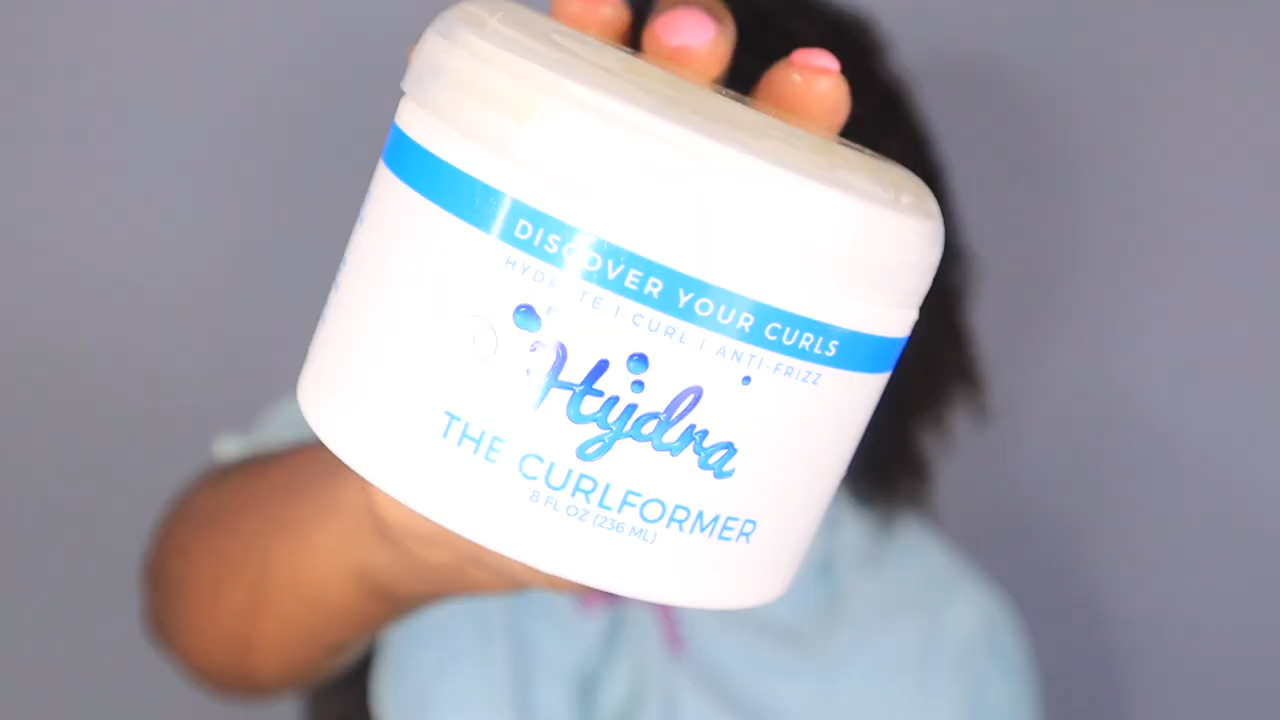 DISCOVER YOUR CURLS
HYDRATE | CURL | ANTI-FRIZZ
Hydra
THE CURLFORMER
8 FL OZ (236 ML)